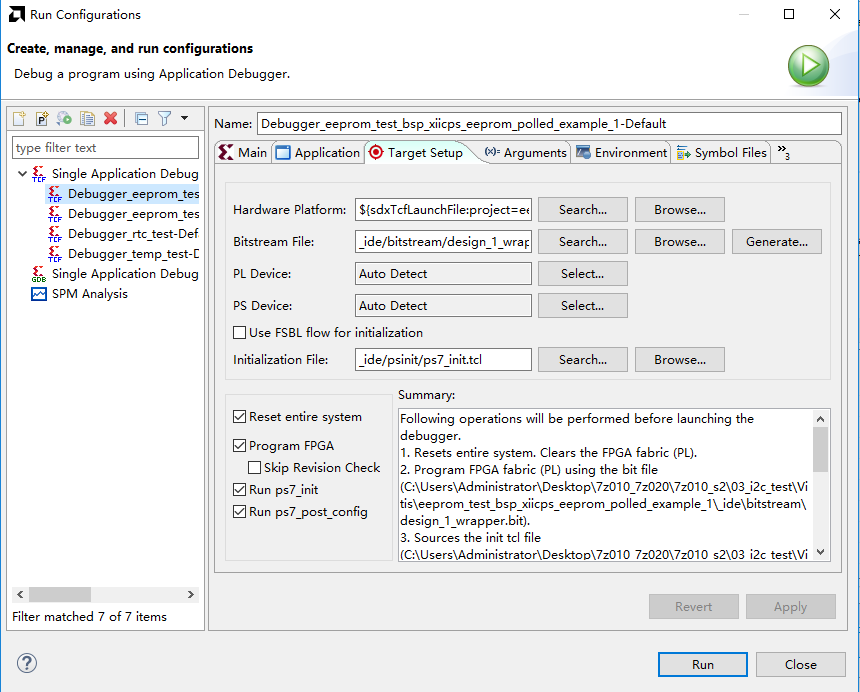 Run Configurations
Create, manage, and run configurations
Debug a program using Application Debugger.
type filter text
Single Application Debug
Debugger_eeprom_tes
Debugger_eeprom_tes
Debugger_rtc_test-Def
Debugger_temp_test-D
Single Application Debug
SPM Analysis
Filter matched 7 of 7 items
Name: Debugger_eeprom_test_bsp_xiicps_eeprom_polled_example_1-Default
Main Application Target Setup (x)= Arguments Environment Symbol Files »3
Hardware Platform: ${sdxTcfLaunchFile:project=ee Search... Browse...
Bitstream File: _ide/bitstream/design_1_wrap Search... Browse... Generate...
PL Device: Auto Detect Select...
PS Device: Auto Detect Select...
Use FSBL flow for initialization
Initialization File: _ide/psinit/ps7_init.tcl Search... Browse...
Reset entire system
Program FPGA
Skip Revision Check
Run ps7_init
Run ps7_post_config
Summary:
Following operations will be performed before launching the
debugger.
1. Resets entire system. Clears the FPGA fabric (PL).
2. Program FPGA fabric (PL) using the bit file
(C:\Users\Administrator\Desktop\7z010_7z020\7z010_s2\03_i2c_test\Vi
tis\eeprom_test_bsp_xiicps_eeprom_polled_example_1\_ide\bitstream\
design_1_wrapper.bit).
3. Sources the init tcl file
(C:\Users\Administrator\Desktop\7z010_7z020\7z010_s2\03_i2c_test\Vi
Revert Apply
Run Close